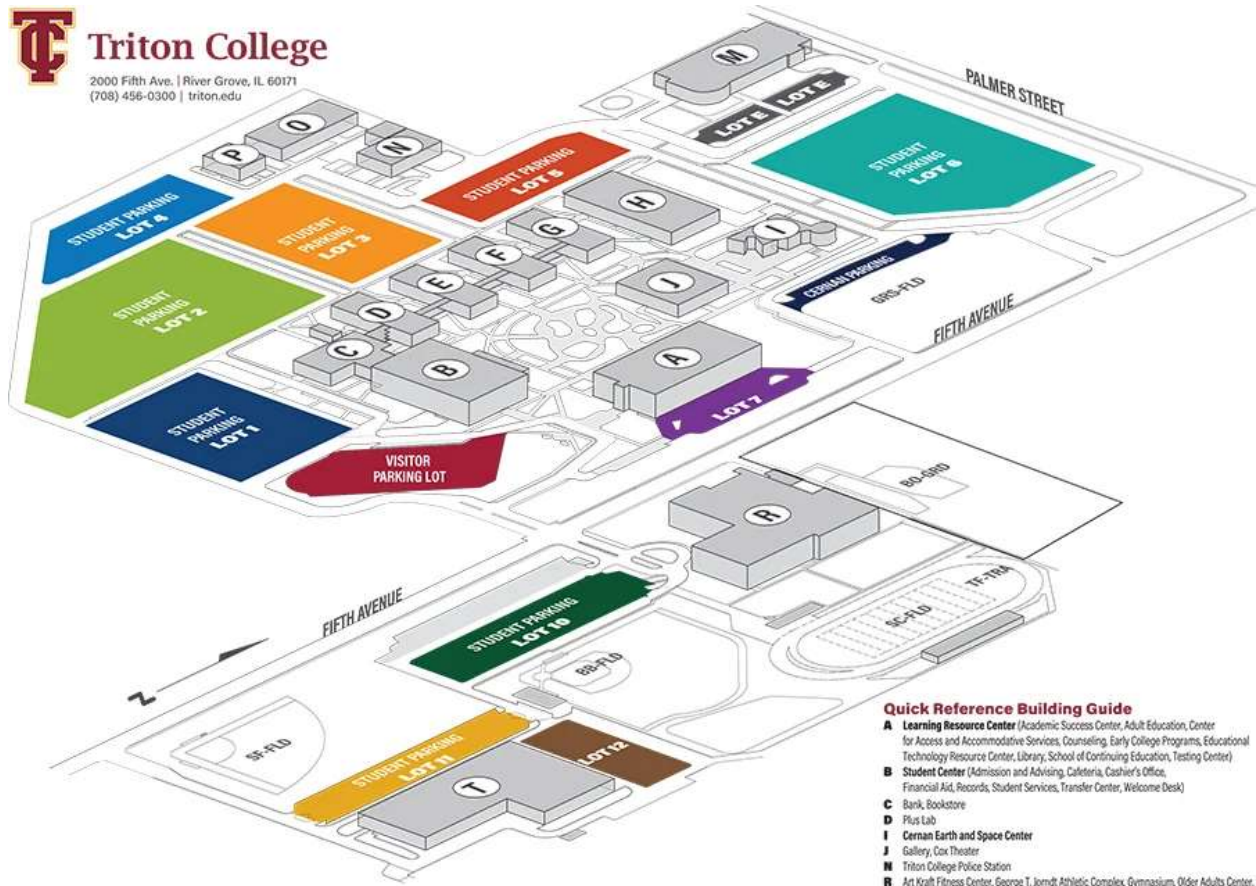 TC
Triton College
2000 Fifth Ave. | River Grove, IL 60171
(708) 456-0300 | triton.edu
M
PALMER STREET
LOT E
LOT E
O
P
N
STUDENT PARKING
LOT 5
STUDENT
PARKING
LOT 6
STUDENT PARKING
LOT 4
STUDENT
PARKING
LOT 3
H
G
I
F
E
J
CERNAN PARKING
GRS-FLD
STUDENT
PARKING
LOT 2
D
C
B
A
FIFTH AVENUE
STUDENT
PARKING
LOT 1
LOT 7
VISITOR
PARKING LOT
BO-GRD
R
FIFTH AVENUE
STUDENT PARKING
LOT 10
TF-TRA
SC-FLD
BB-FLD
N
SF-FLD
STUDENT PARKING
LOT 11
LOT 12
T
Quick Reference Building Guide
A Learning Resource Center (Academic Success Center, Adult Education, Center
for Access and Accommodative Services, Counseling, Early College Programs, Educational
Technology Resource Center, Library, School of Continuing Education, Testing Center)
B Student Center (Admission and Advising, Cafeteria, Cashier's Office,
Financial Aid, Records, Student Services, Transfer Center, Welcome Desk)
C Bank, Bookstore
D Plus Lab
I Cernan Earth and Space Center
J Gallery, Cox Theater
N Triton College Police Station
R Art Kraft Fitness Center, George T. Jorndt Athletic Complex, Gymnasium, Older Adults Center,